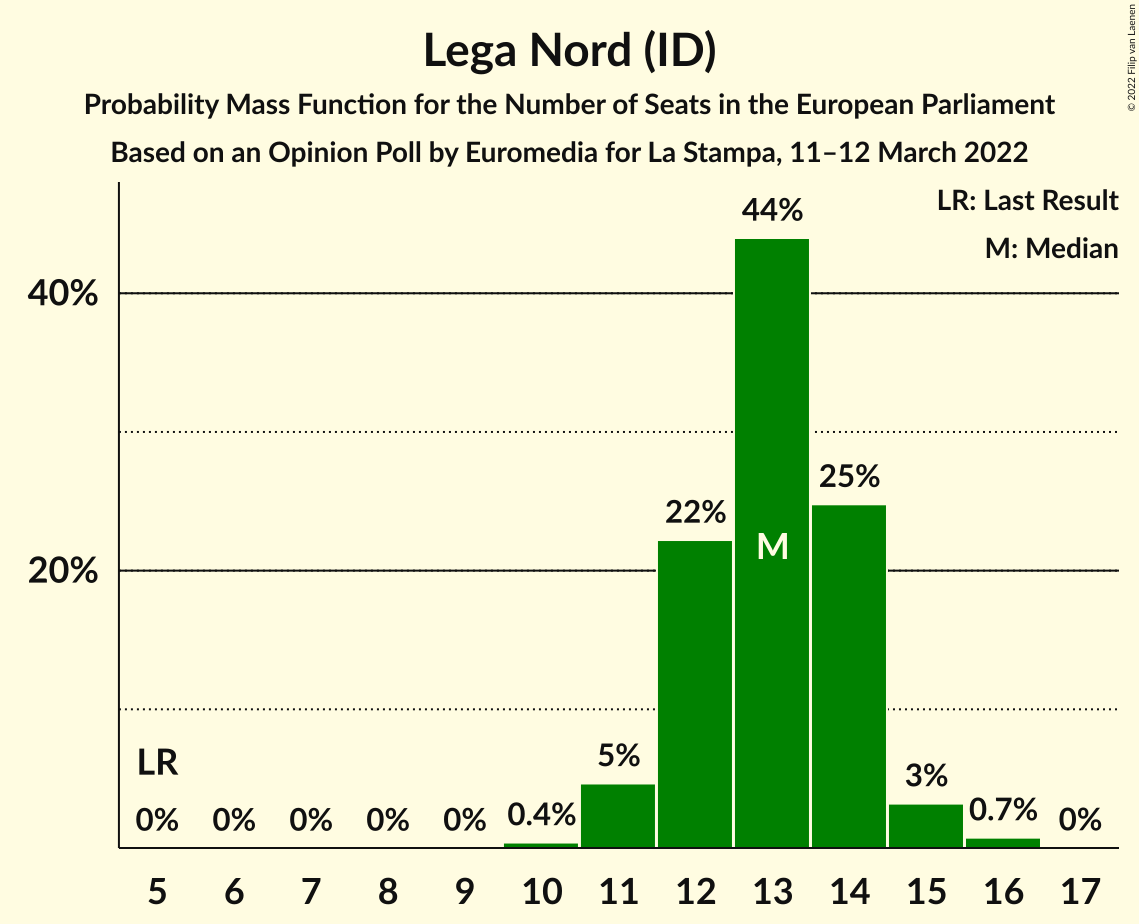 Lega Nord (ID)
Probability Mass Function for the Number of Seats in the European Parliament
Based on an Opinion Poll by Euromedia for La Stampa, 11–12 March 2022
© 2022 Filip van Laenen
LR: Last Result
M: Median
44%
40%
25%
22%
M
20%
LR
5%
3%
0% 0% 0% 0% 0% 0.4% 0.7% 0%
5 6 7 8 9 10 11 12 13 14 15 16 17